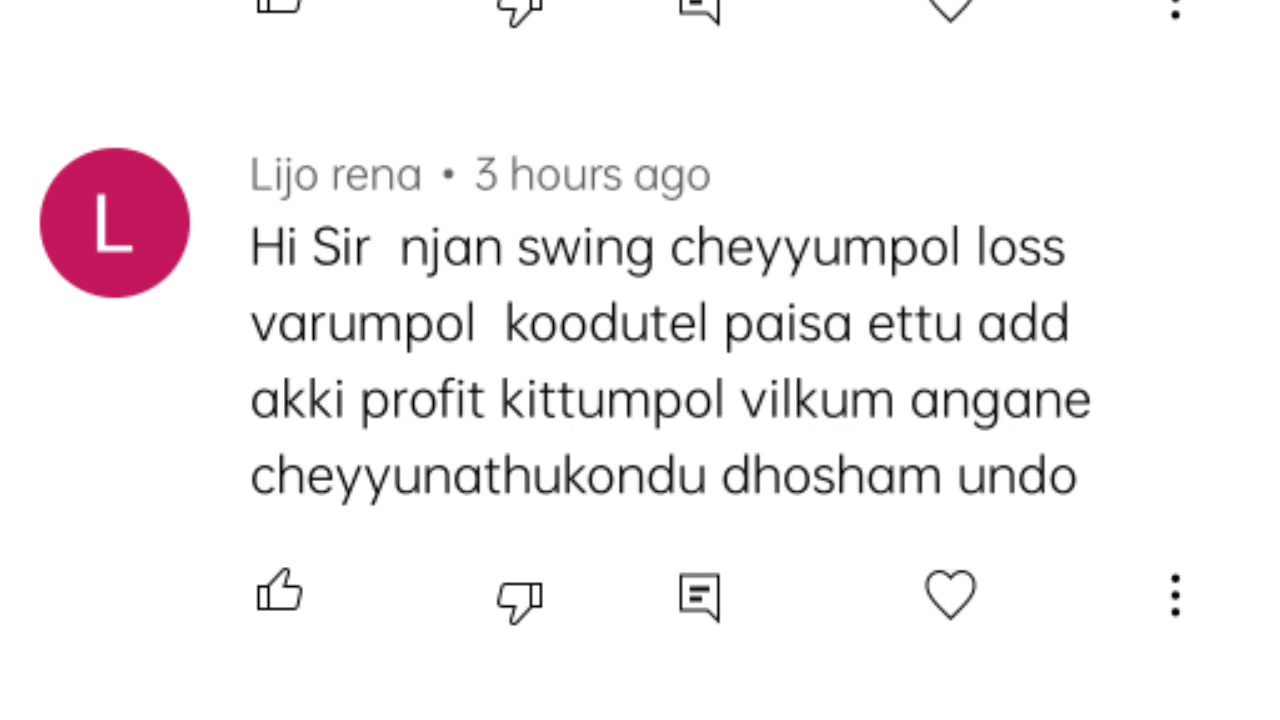 L
Lijo rena • 3 hours ago
Hi Sir  njan swing cheyyumpol loss
varumpol  koodutel paisa ettu add
akki profit kittumpol vilkum angane
cheyyunathukondu dhosham undo